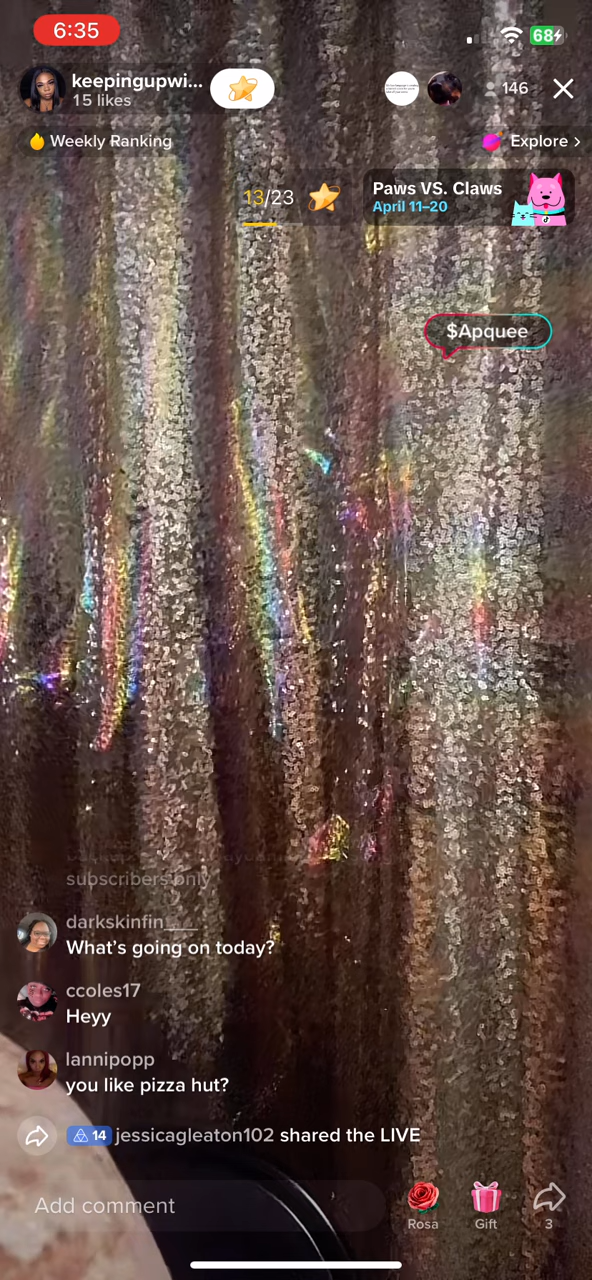 6:35
68
keepingupwi...
15 likes
146
Weekly Ranking
Explore >
13/23
Paws VS. Claws
April 11–20
$Apquee
subscribers only
darkskinfin___
What's going on today?
ccoles17
Heyy
lannipopp
you like pizza hut?
14 jessicagleaton102 shared the LIVE
Add comment
Rosa
Gift
3